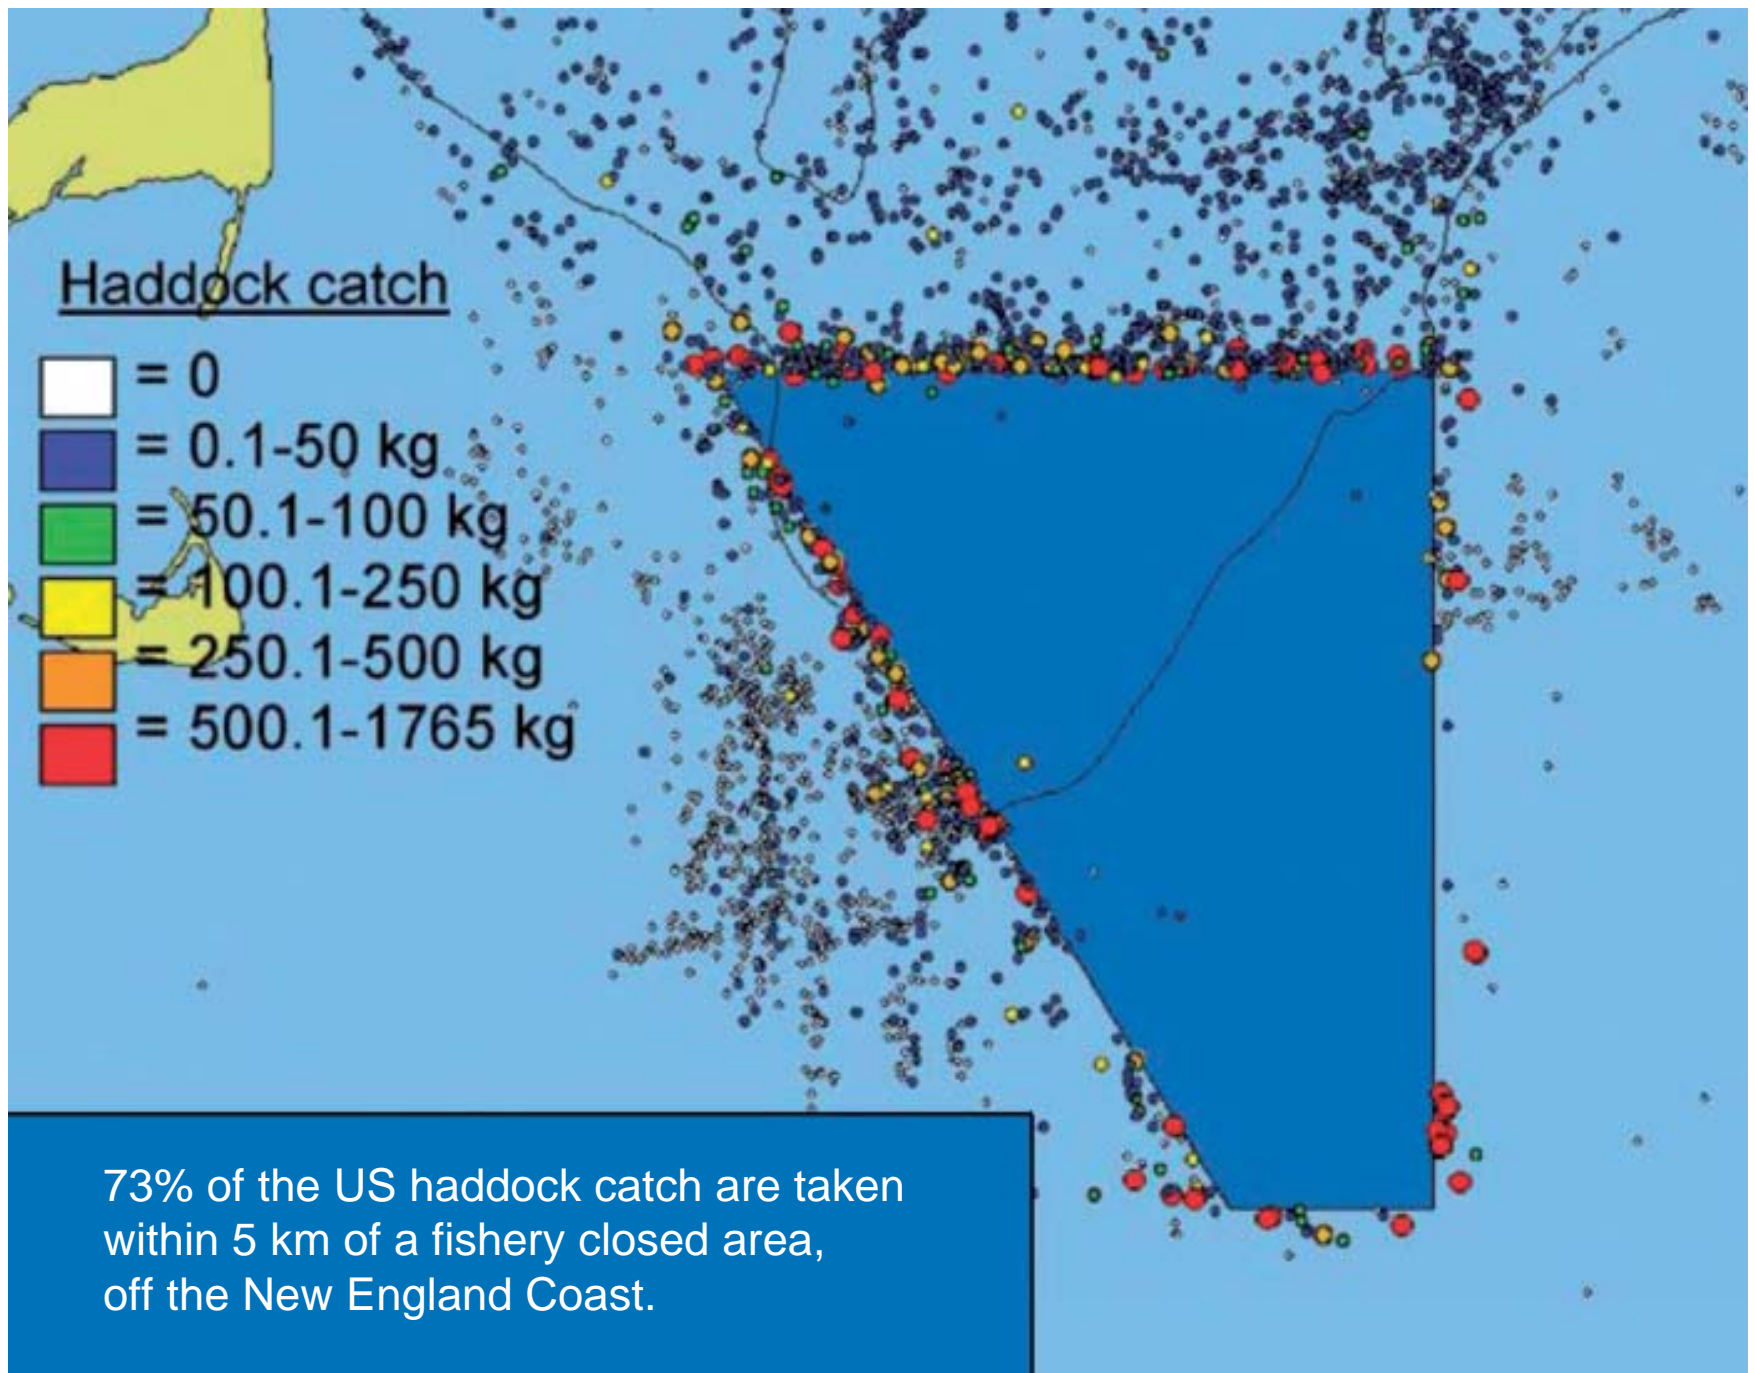 Haddock catch
= 0
= 0.1-50 kg
= 50.1-100 kg
= 100.1-250 kg
= 250.1-500 kg
= 500.1-1765 kg
73% of the US haddock catch are taken
within 5 km of a fishery closed area,
off the New England Coast.